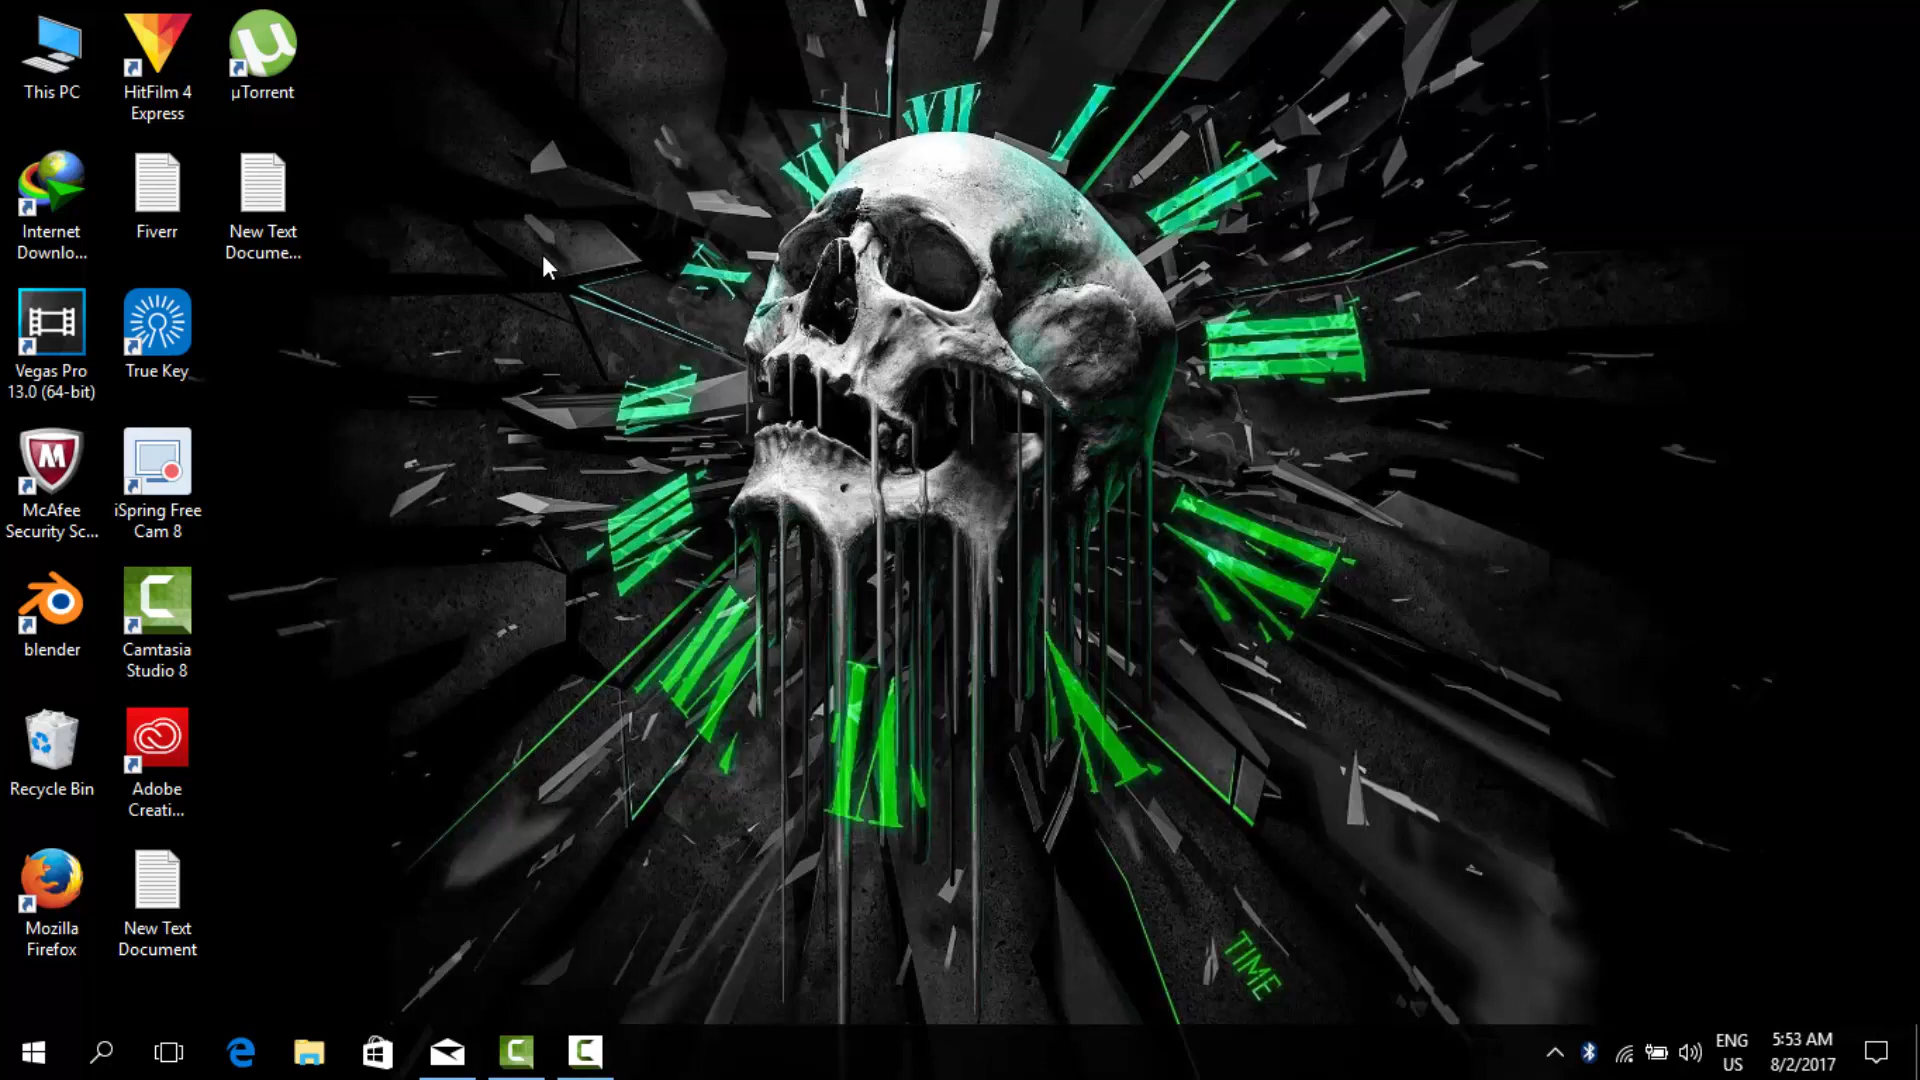 This PC
HitFilm 4
Express
µTorrent
Internet
Downlo...
Fiverr
New Text
Docume...
Vegas Pro
13.0 (64-bit)
True Key
McAfee
Security Sc...
iSpring Free
Cam 8
blender
Camtasia
Studio 8
Recycle Bin
Adobe
Creati...
Mozilla
Firefox
New Text
Document
XII
I
TIME
ENG
US
5:53 AM
8/2/2017